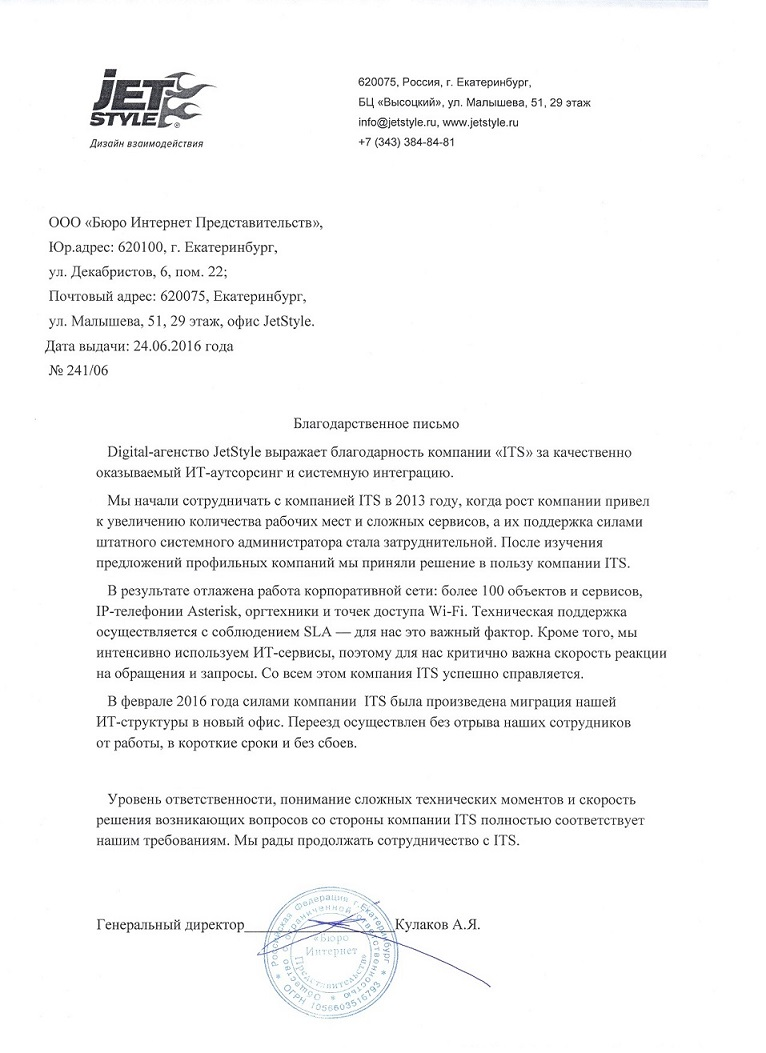 JET
STYLE ®
Дизайн взаимодействия
620075, Россия, г. Екатеринбург,
БЦ «Высоцкий», ул. Малышева, 51, 29 этаж
info@jetstyle.ru, www.jetstyle.ru
+7 (343) 384-84-81
ООО «Бюро Интернет Представительств»,
Юр.адрес: 620100, г. Екатеринбург,
ул. Декабристов, 6, пом. 22;
Почтовый адрес: 620075, Екатеринбург,
ул. Малышева, 51, 29 этаж, офис JetStyle.
Дата выдачи: 24.06.2016 года
№ 241/06
Благодарственное письмо
Digital-агенство JetStyle выражает благодарность компании «ITS» за качественно
оказываемый ИТ-аутсорсинг и системную интеграцию.
Мы начали сотрудничать с компанией ITS в 2013 году, когда рост компании привел
к увеличению количества рабочих мест и сложных сервисов, а их поддержка силами
штатного системного администратора стала затруднительной. После изучения
предложений профильных компаний мы приняли решение в пользу компании ITS.
В результате отлажена работа корпоративной сети: более 100 объектов и сервисов,
IP-телефонии Asterisk, оргтехники и точек доступа Wi-Fi. Техническая поддержка
осуществляется с соблюдением SLA — для нас это важный фактор. Кроме того, мы
интенсивно используем ИТ-сервисы, поэтому для нас критично важна скорость реакции
на обращения и запросы. Со всем этом компания ITS успешно справляется.
В феврале 2016 года силами компании ITS была произведена миграция нашей
ИТ-структуры в новый офис. Переезд осуществлен без отрыва наших сотрудников
от работы, в короткие сроки и без сбоев.
Уровень ответственности, понимание сложных технических моментов и скорость
решения возникающих вопросов со стороны компании ITS полностью соответствует
нашим требованиям. Мы рады продолжать сотрудничество с ITS.
Генеральный директор____________________Кулаков А.Я.
Российская Федерация г.Екатеринбург
Общество с ограниченной ответственностью
«Бюро
Интернет
Представительств»
ОГРН 1056603516793